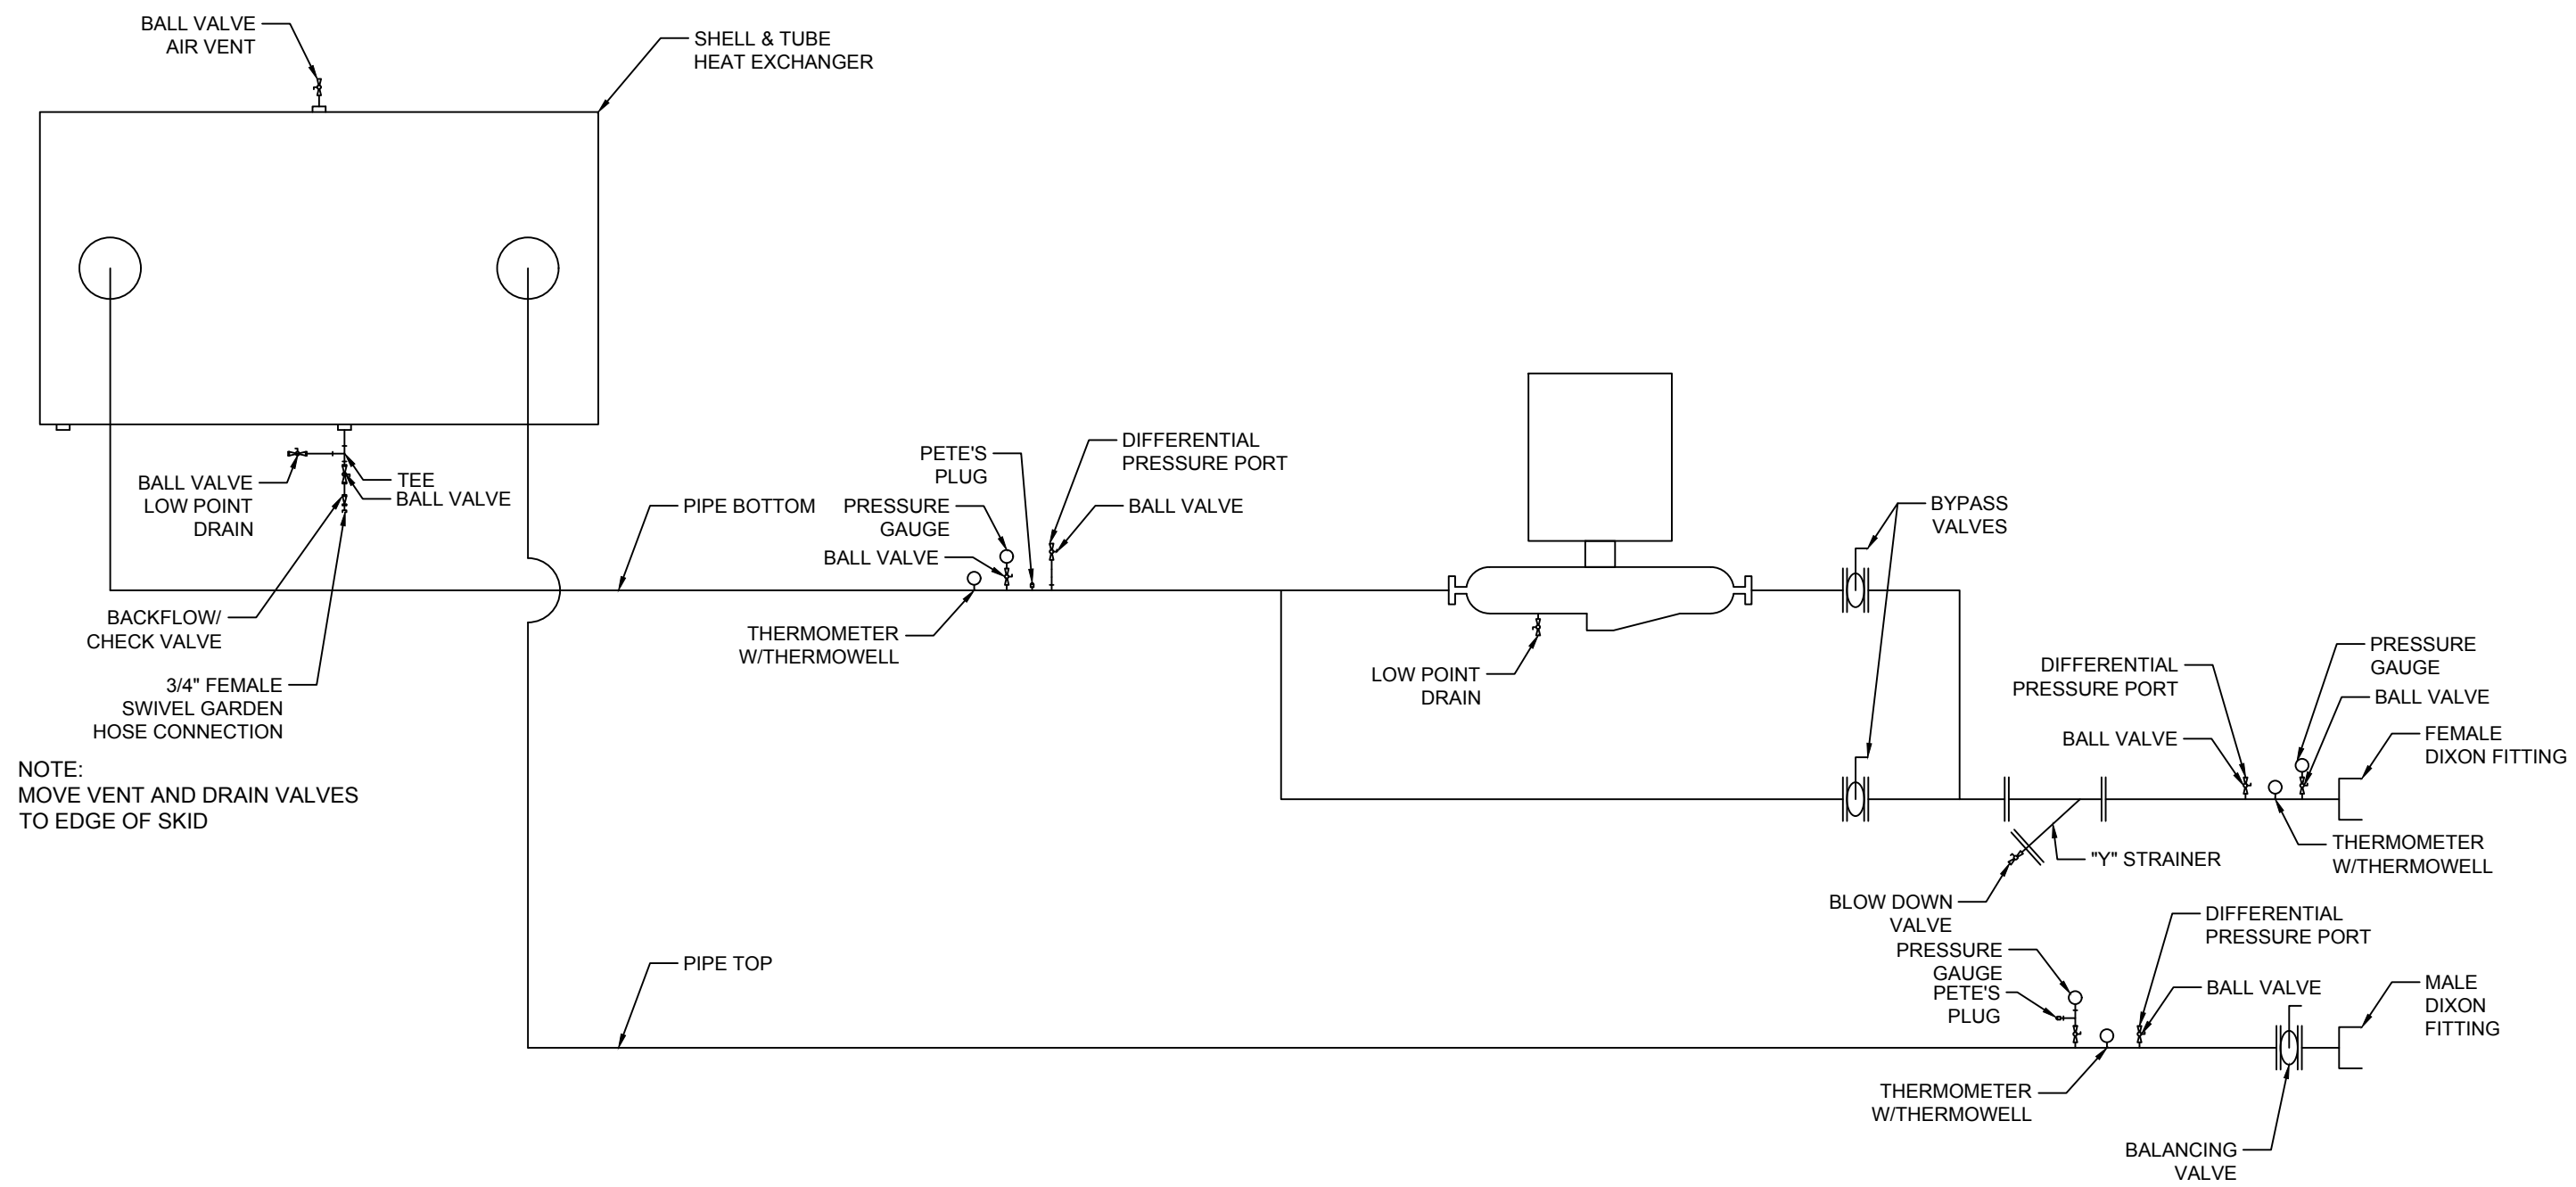 BALL VALVE
AIR VENT
SHELL & TUBE
HEAT EXCHANGER
BALL VALVE
LOW POINT
DRAIN
TEE
BALL VALVE
BACKFLOW/
CHECK VALVE
3/4" FEMALE
SWIVEL GARDEN
HOSE CONNECTION
NOTE:
MOVE VENT AND DRAIN VALVES
TO EDGE OF SKID
PIPE BOTTOM
PETE'S
PLUG
DIFFERENTIAL
PRESSURE PORT
PRESSURE
GAUGE
BALL VALVE
BALL VALVE
THERMOMETER
W/THERMOWELL
LOW POINT
DRAIN
BYPASS
VALVES
DIFFERENTIAL
PRESSURE PORT
PRESSURE
GAUGE
BALL VALVE
BALL VALVE
FEMALE
DIXON FITTING
THERMOMETER
W/THERMOWELL
"Y" STRAINER
BLOW DOWN
VALVE
PIPE TOP
PRESSURE
GAUGE
PETE'S
PLUG
DIFFERENTIAL
PRESSURE PORT
BALL VALVE
MALE
DIXON
FITTING
THERMOMETER
W/THERMOWELL
BALANCING
VALVE